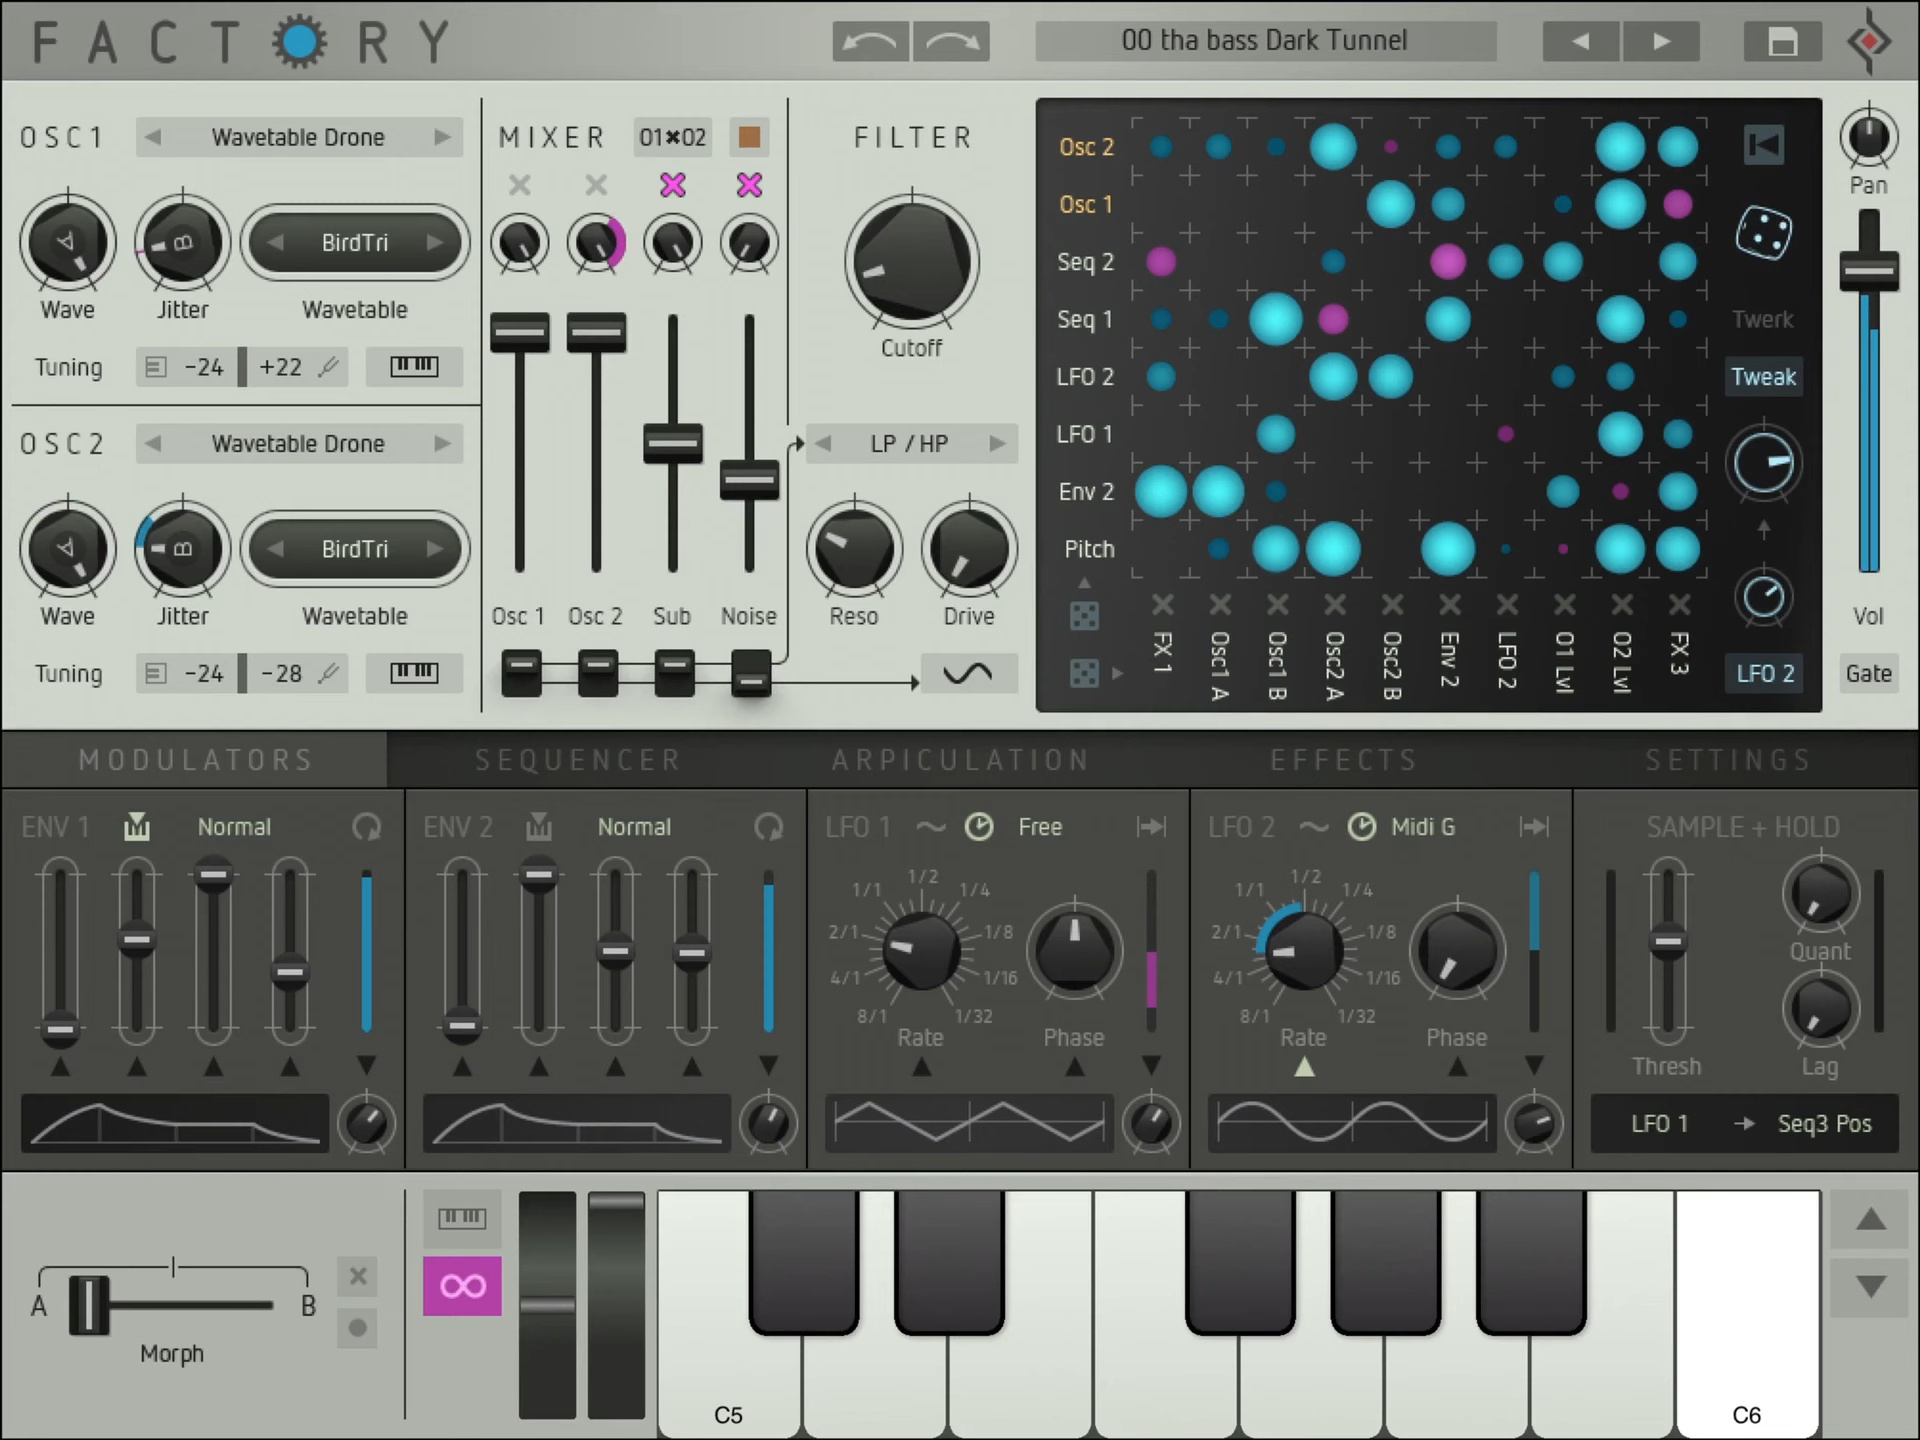 FACTORY
00 tha bass Dark Tunnel
OSC1
Wavetable Drone
A
Wave
B
Jitter
BirdTri
Wavetable
Tuning
-24
+22
OSC2
Wavetable Drone
A
Wave
B
Jitter
BirdTri
Wavetable
Tuning
-24
-28
MIXER
O1×O2
Osc 1
Osc 2
Sub
Noise
FILTER
Cutoff
LP / HP
Reso
Drive
Osc 2
Osc 1
Seq 2
Seq 1
LFO 2
LFO 1
Env 2
Pitch
FX 1
Osc1 A
Osc1 B
Osc2 A
Osc2 B
Env 2
LFO 2
O1 Lvl
O2 Lvl
FX 3
Twerk
Tweak
LFO 2
Pan
Vol
Gate
MODULATORS
SEQUENCER
ARPICULATION
EFFECTS
SETTINGS
ENV 1
Normal
ENV 2
Normal
LFO 1
Free
1/2
1/1
1/4
2/1
1/8
4/1
1/16
8/1
1/32
Rate
Phase
LFO 2
Midi G
1/2
1/1
1/4
2/1
1/8
4/1
1/16
8/1
1/32
Rate
Phase
SAMPLE + HOLD
Quant
Thresh
Lag
LFO 1
Seq3 Pos
A
B
Morph
C5
C6